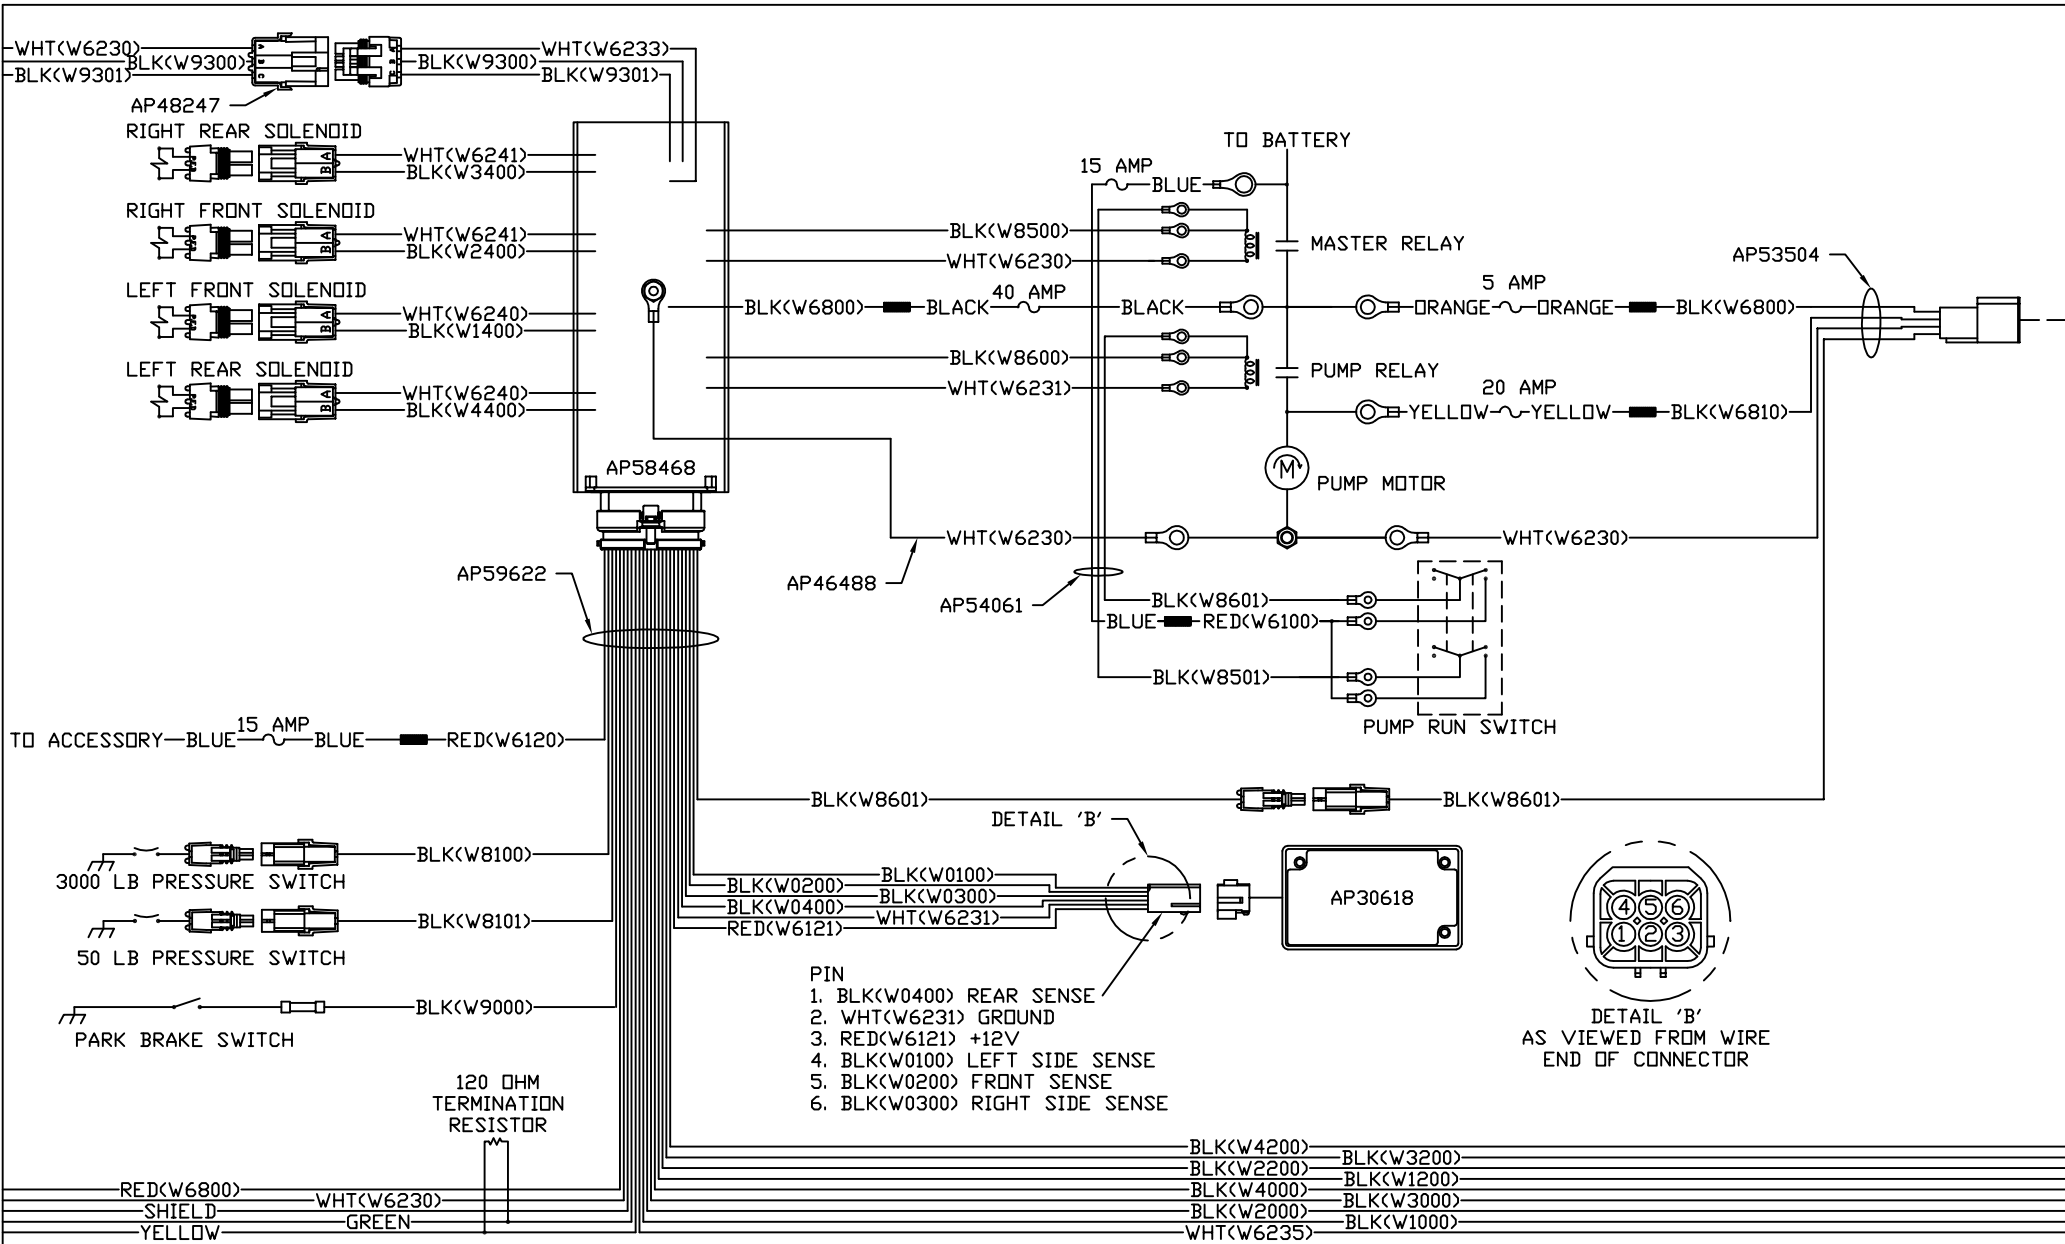 WHT(W6230)
BLK(W9300)
BLK(W9301)
A
B
C
WHT(W6233)
BLK(W9300)
BLK(W9301)
AP48247
RIGHT REAR SOLENOID
A
B
WHT(W6241)
BLK(W3400)
RIGHT FRONT SOLENOID
A
B
WHT(W6241)
BLK(W2400)
LEFT FRONT SOLENOID
A
B
WHT(W6240)
BLK(W1400)
LEFT REAR SOLENOID
A
B
WHT(W6240)
BLK(W4400)
AP58468
TO BATTERY
15 AMP
BLUE
BLK(W8500)
WHT(W6230)
MASTER RELAY
BLK(W6800)
BLACK
40 AMP
BLACK
5 AMP
ORANGE
ORANGE
BLK(W6800)
AP53504
BLK(W8600)
WHT(W6231)
PUMP RELAY
20 AMP
YELLOW
YELLOW
BLK(W6810)
M
PUMP MOTOR
WHT(W6230)
WHT(W6230)
AP59622
AP46488
AP54061
BLK(W8601)
BLUE
RED(W6100)
BLK(W8501)
PUMP RUN SWITCH
TO ACCESSORY
BLUE
15 AMP
BLUE
RED(W6120)
BLK(W8601)
BLK(W8601)
DETAIL 'B'
BLK(W8100)
3000 LB PRESSURE SWITCH
BLK(W8101)
50 LB PRESSURE SWITCH
BLK(W9000)
PARK BRAKE SWITCH
BLK(W0100)
BLK(W0200)
BLK(W0300)
BLK(W0400)
WHT(W6231)
RED(W6121)
AP30618
4 5 6
1 2 3
DETAIL 'B'
AS VIEWED FROM WIRE
END OF CONNECTOR
PIN
1. BLK(W0400) REAR SENSE
2. WHT(W6231) GROUND
3. RED(W6121) +12V
4. BLK(W0100) LEFT SIDE SENSE
5. BLK(W0200) FRONT SENSE
6. BLK(W0300) RIGHT SIDE SENSE
120 OHM
TERMINATION
RESISTOR
RED(W6800)
WHT(W6230)
SHIELD
GREEN
YELLOW
BLK(W4200)
BLK(W3200)
BLK(W2200)
BLK(W1200)
BLK(W4000)
BLK(W3000)
BLK(W2000)
BLK(W1000)
WHT(W6235)